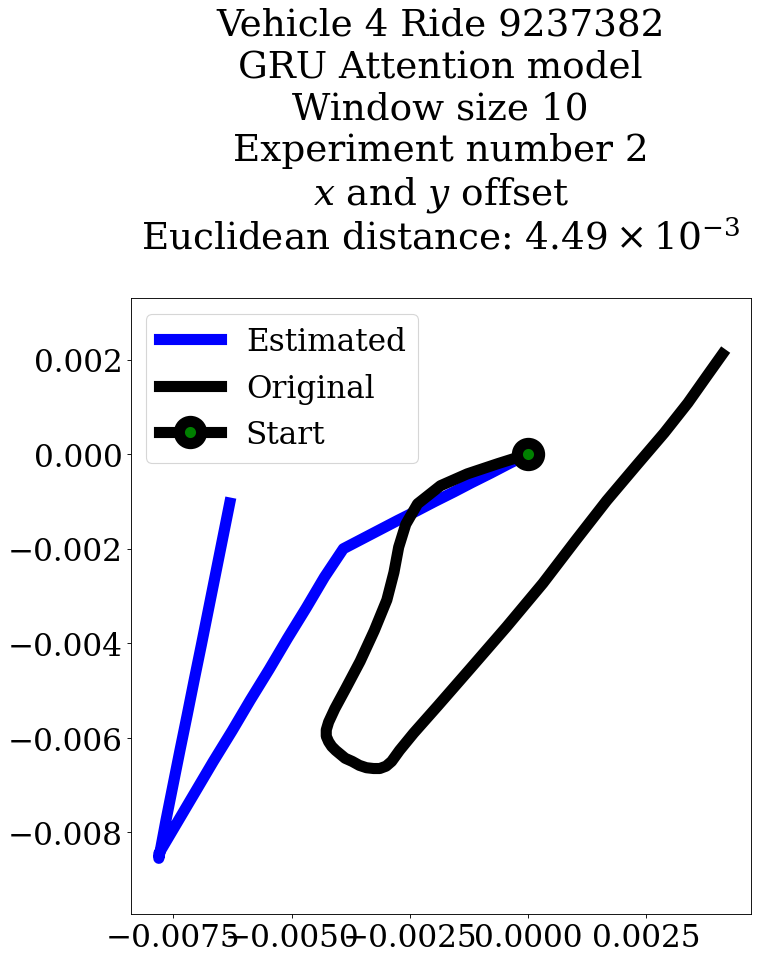 Vehicle 4 Ride 9237382
GRU Attention model
Window size 10
Experiment number 2
x and y offset
Euclidean distance: 4.49 × 10⁻³
Estimated
Original
Start
0.002
0.000
−0.002
−0.004
−0.006
−0.008
−0.0075 −0.0050 −0.0025 0.0000 0.0025